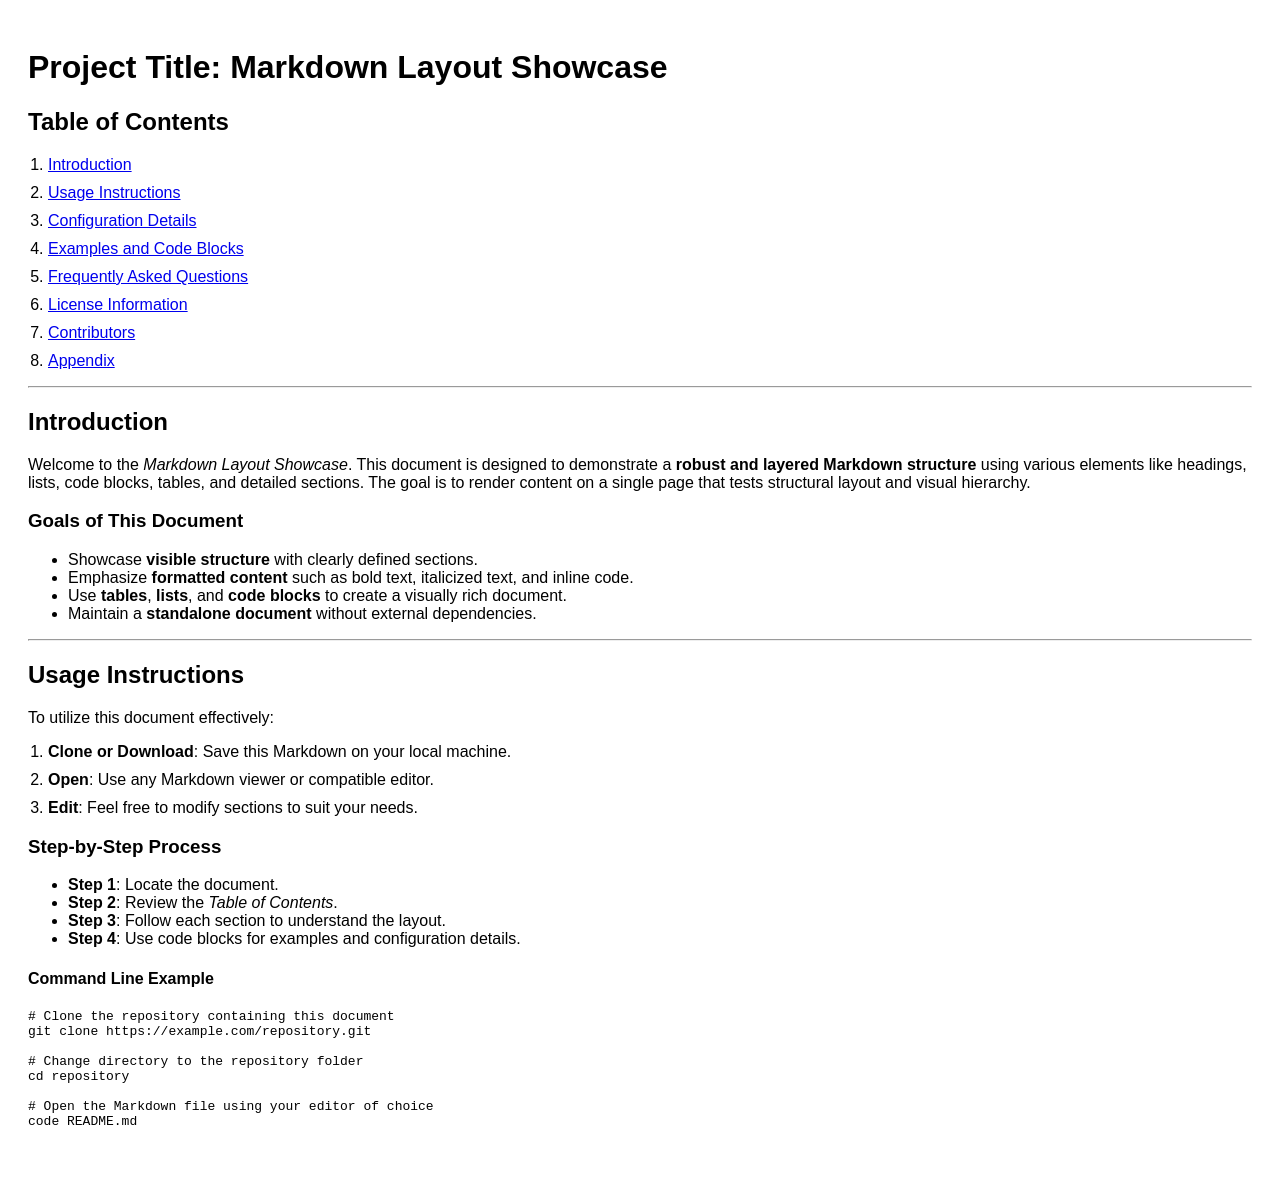 Project Title: Markdown Layout Showcase
Table of Contents
1. Introduction
2. Usage Instructions
3. Configuration Details
4. Examples and Code Blocks
5. Frequently Asked Questions
6. License Information
7. Contributors
8. Appendix
Introduction
Welcome to the Markdown Layout Showcase. This document is designed to demonstrate a robust and layered Markdown structure using various elements like headings,
lists, code blocks, tables, and detailed sections. The goal is to render content on a single page that tests structural layout and visual hierarchy.
Goals of This Document
• Showcase visible structure with clearly defined sections.
• Emphasize formatted content such as bold text, italicized text, and inline code.
• Use tables, lists, and code blocks to create a visually rich document.
• Maintain a standalone document without external dependencies.
Usage Instructions
To utilize this document effectively:
1. Clone or Download: Save this Markdown on your local machine.
2. Open: Use any Markdown viewer or compatible editor.
3. Edit: Feel free to modify sections to suit your needs.
Step-by-Step Process
• Step 1: Locate the document.
• Step 2: Review the Table of Contents.
• Step 3: Follow each section to understand the layout.
• Step 4: Use code blocks for examples and configuration details.
Command Line Example
# Clone the repository containing this document
git clone https://example.com/repository.git
# Change directory to the repository folder
cd repository
# Open the Markdown file using your editor of choice
code README.md